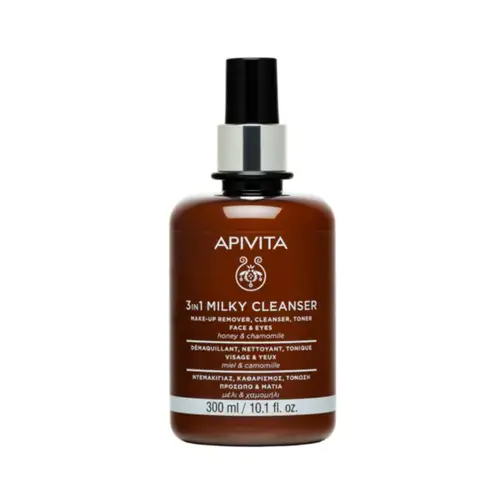 APIVITA
3IN1 MILKY CLEANSER
MAKE-UP REMOVER, CLEANSER, TONER
FACE & EYES
honey & chamomile
DÉMAQUILLANT, NETTOYANT, TONIQUE
VISAGE & YEUX
miel & camomille
ΝΤΕΜΑΚΙΓΙΑΖ, ΚΑΘΑΡΙΣΜΟΣ, ΤΟΝΩΣΗ
ΠΡΟΣΩΠΟ & ΜΑΤΙΑ
μέλι & χαμομήλι
300 ml / 10.1 fl. oz.